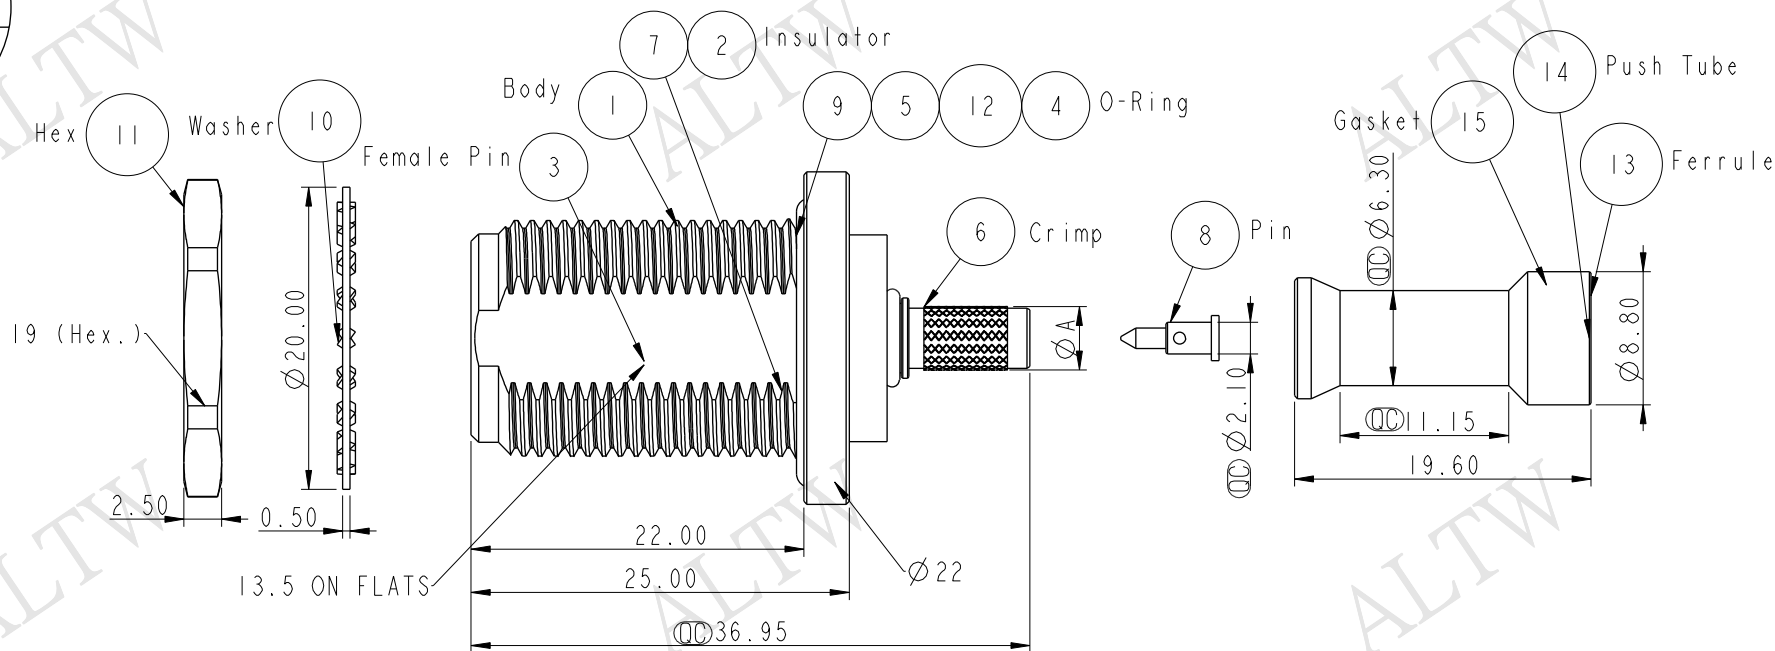 ALTW
ALTW
ALTW
7 2 Insulator
Body 1
9 5 12 4 O-Ring
14 Push Tube
Gasket 15
13 Ferrule
Hex 11
Washer 10
Female Pin 3
6 Crimp
8 Pin
QC Ø6.30
19 (Hex.)
Ø20.00
ØA
QC Ø2.10
Ø8.80
QC 11.15
19.60
2.50
0.50
22.00
13.5 ON FLATS
25.00
Ø22
QC 36.95
ALTW
ALTW
ALTW